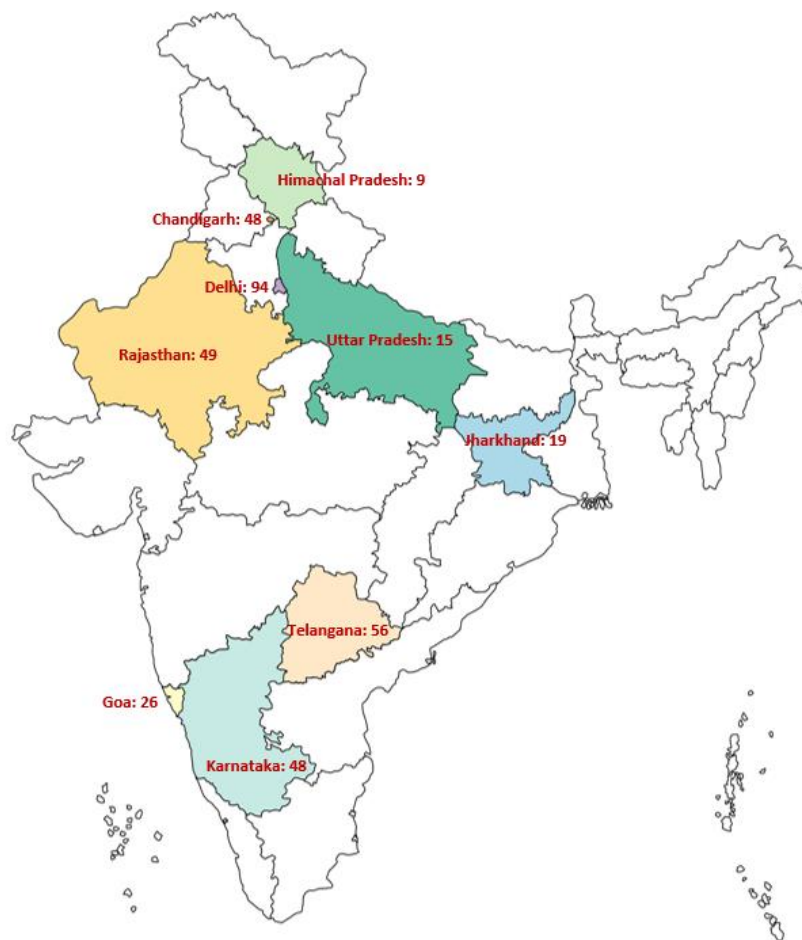 Himachal Pradesh: 9
Chandigarh: 48
Delhi: 94
Uttar Pradesh: 15
Rajasthan: 49
Jharkhand: 19
Telangana: 56
Goa: 26
Karnataka: 48